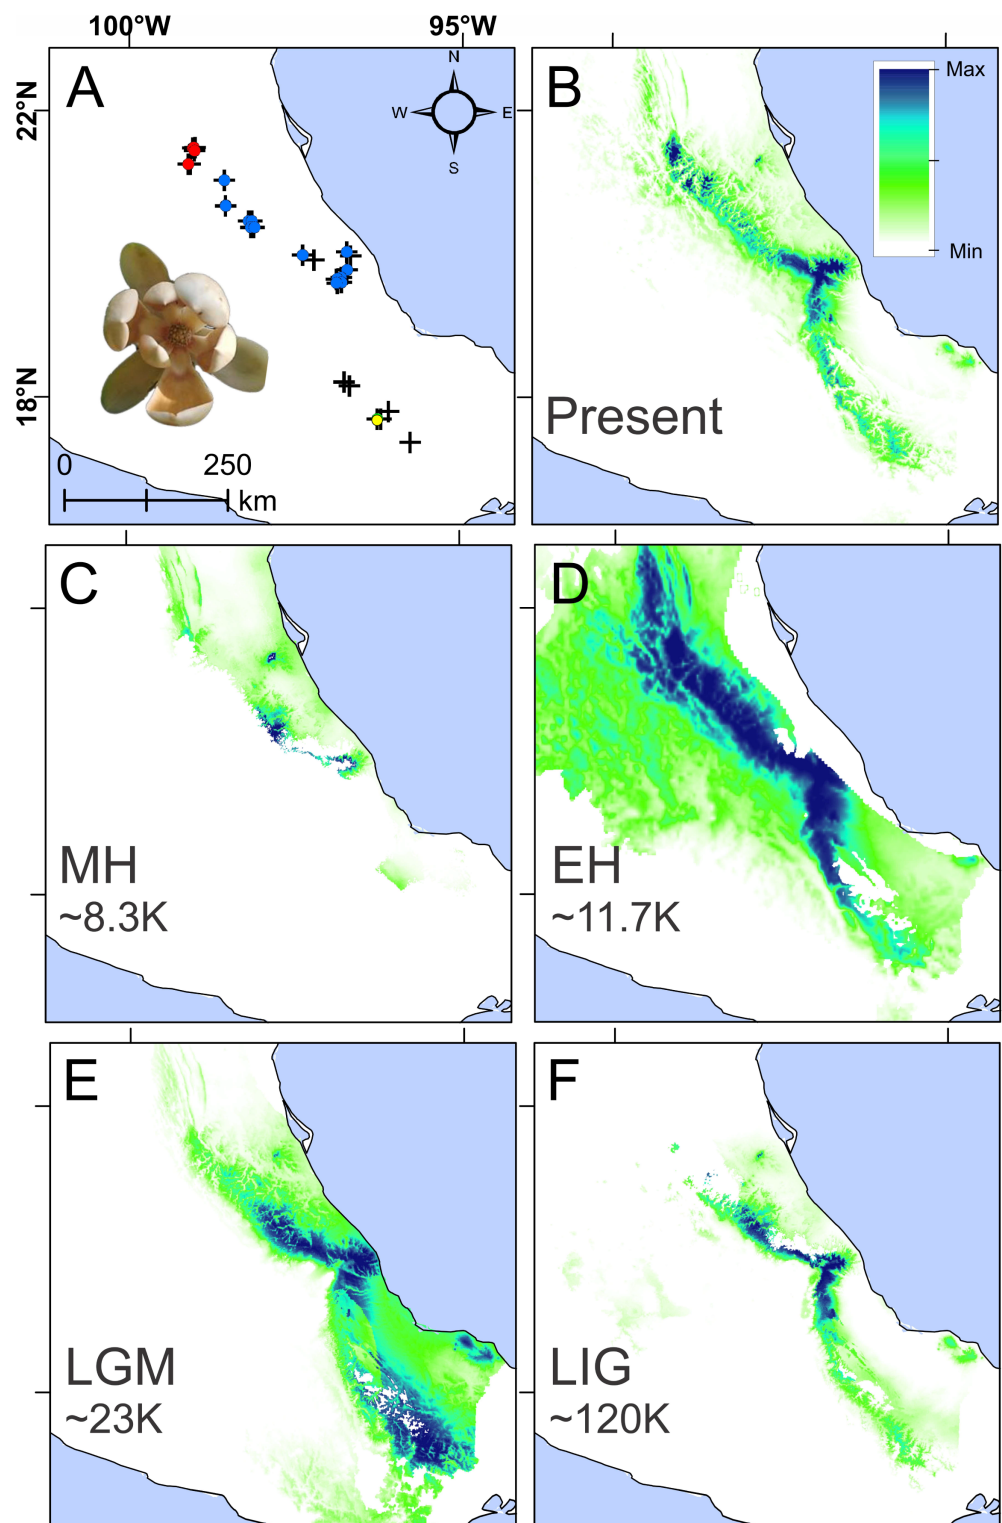 100°W 95°W
A
N
W E
S
22°N
18°N
0 250
km
B
Max
Min
Present
C
MH
~8.3K
D
EH
~11.7K
E
LGM
~23K
F
LIG
~120K